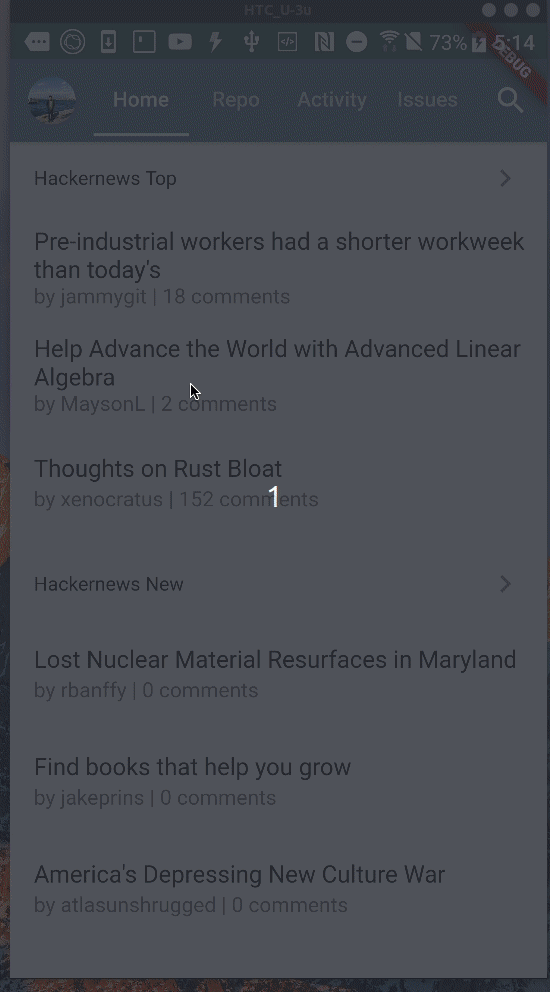 HTC_U-3u
73%
5:14
DEBUG
Home Repo Activity Issues
Hackernews Top
Pre-industrial workers had a shorter workweek
than today's
by jammygit | 18 comments
Help Advance the World with Advanced Linear
Algebra
by MaysonL | 2 comments
Thoughts on Rust Bloat
by xenocratus | 152 comments
1
Hackernews New
Lost Nuclear Material Resurfaces in Maryland
by rbanffy | 0 comments
Find books that help you grow
by jakeprins | 0 comments
America's Depressing New Culture War
by atlasunshrugged | 0 comments